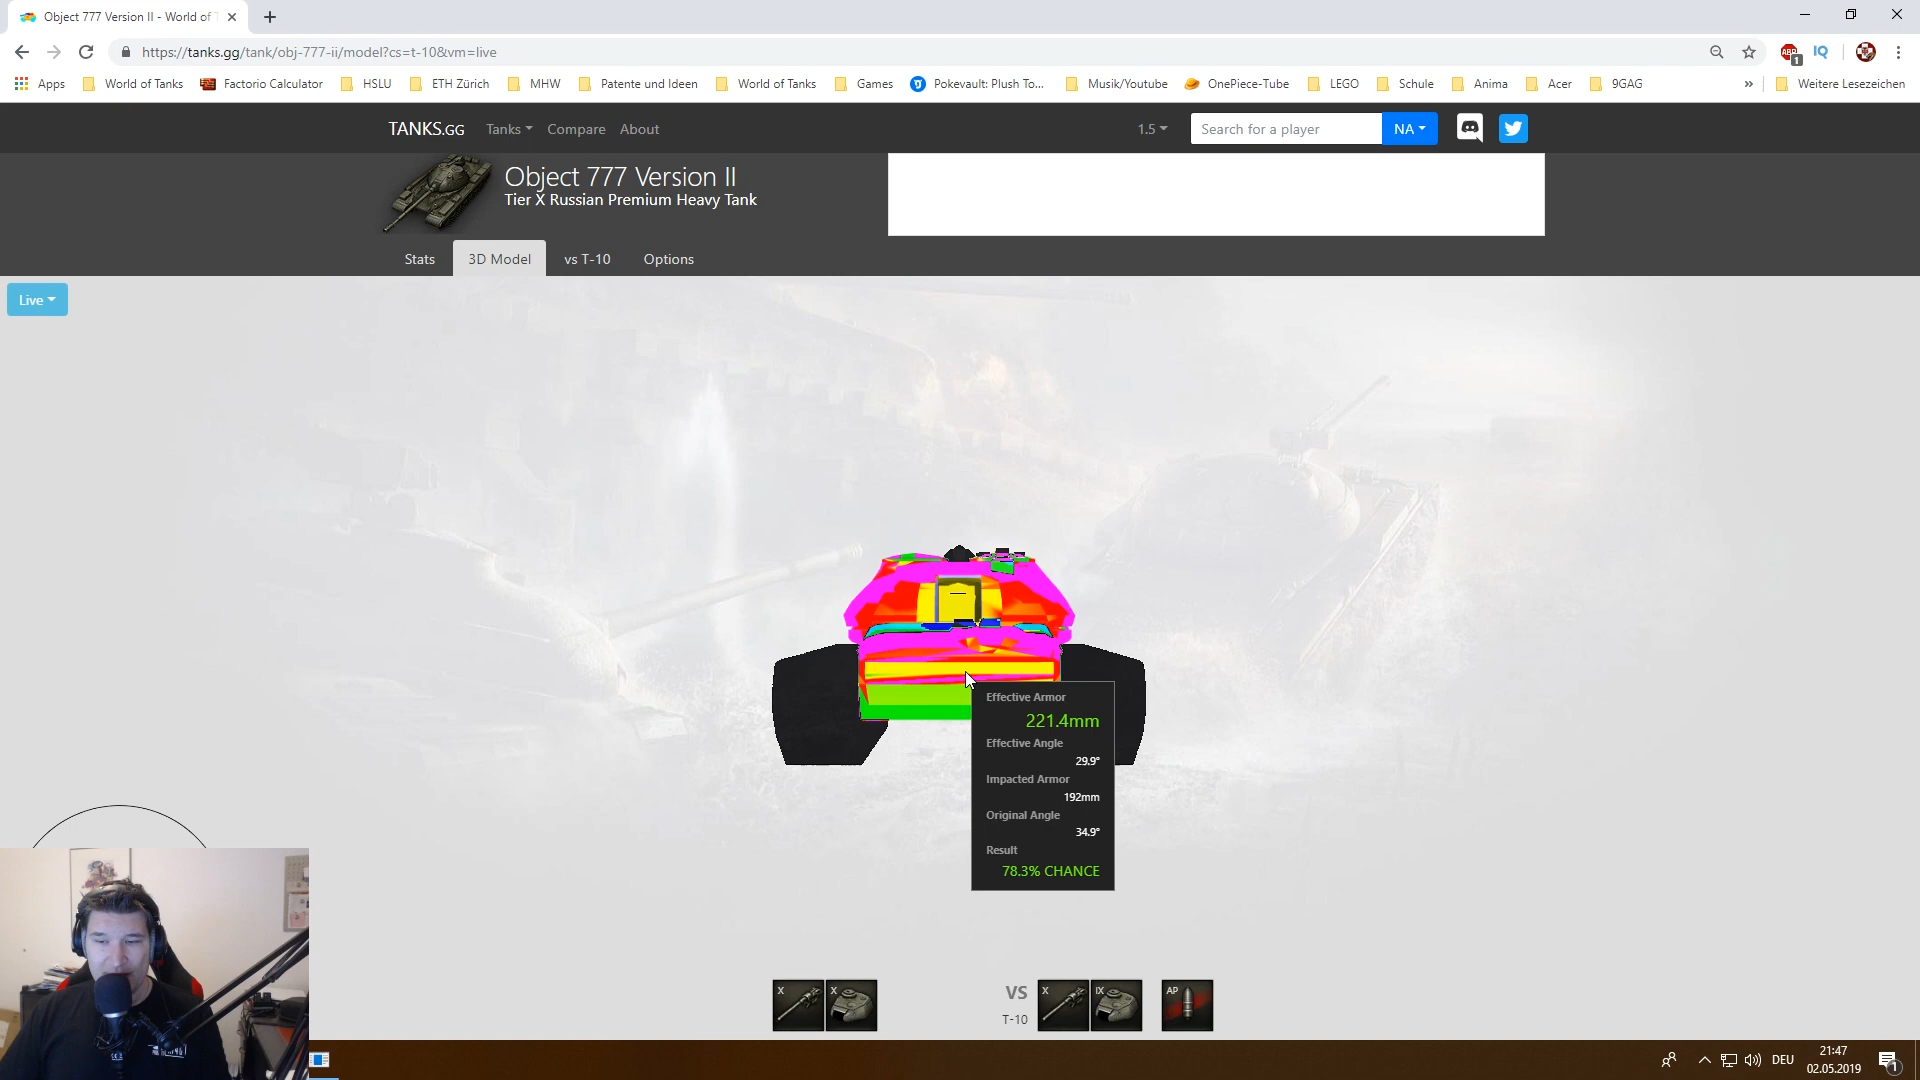 Object 777 Version II - World of T
https://tanks.gg/tank/obj-777-ii/model?cs=t-10&vm=live
ABP
1
IQ
Apps World of Tanks Factorio Calculator HSLU ETH Zürich MHW Patente und Ideen World of Tanks Games Pokevault: Plush To... Musik/Youtube OnePiece-Tube LEGO Schule Anima Acer 9GAG » Weitere Lesezeichen
TANKS.GG Tanks Compare About 1.5 Search for a player NA
Object 777 Version II
Tier X Russian Premium Heavy Tank
Stats 3D Model vs T-10 Options
Live
Effective Armor
221.4mm
Effective Angle
29.9°
Impacted Armor
192mm
Original Angle
34.9°
Result
78.3% CHANCE
X X VS X IX AP
T-10
DEU
21:47
02.05.2019
1